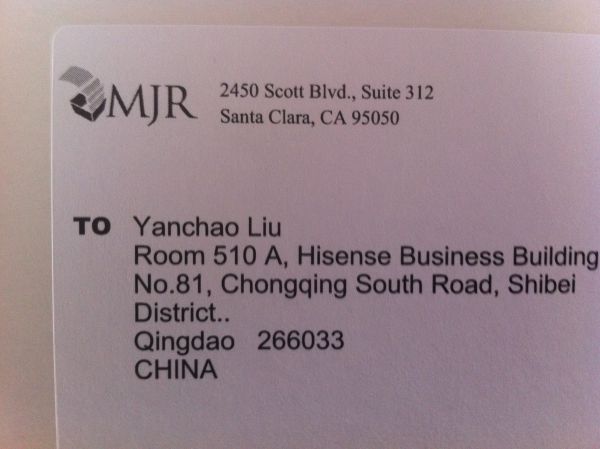 MJR
2450 Scott Blvd., Suite 312
Santa Clara, CA 95050
TO Yanchao Liu
Room 510 A, Hisense Business Building
No.81, Chongqing South Road, Shibei
District..
Qingdao 266033
CHINA